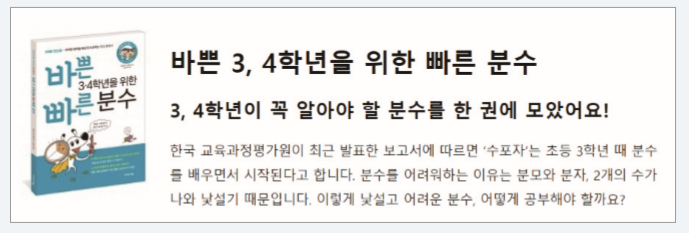 바쁜
3·4학년을 위한
빠른 분수
바쁜 3, 4학년을 위한 빠른 분수
3, 4학년이 꼭 알아야 할 분수를 한 권에 모았어요!
한국 교육과정평가원이 최근 발표한 보고서에 따르면 '수포자'는 초등 3학년 때 분수
를 배우면서 시작된다고 합니다. 분수를 어려워하는 이유는 분모와 분자, 2개의 수가
나와 낯설기 때문입니다. 이렇게 낯설고 어려운 분수, 어떻게 공부해야 할까요?